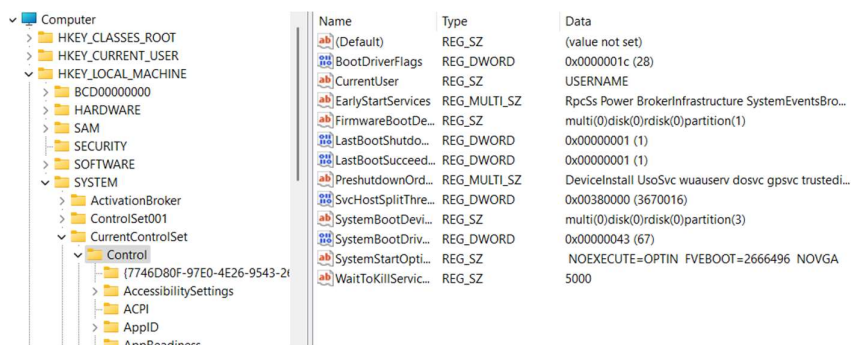 Computer
HKEY_CLASSES_ROOT
HKEY_CURRENT_USER
HKEY_LOCAL_MACHINE
BCD00000000
HARDWARE
SAM
SECURITY
SOFTWARE
SYSTEM
ActivationBroker
ControlSet001
CurrentControlSet
Control
{7746D80F-97E0-4E26-9543-26
AccessibilitySettings
ACPI
AppID
AppReadiness
Name Type Data
(Default) REG_SZ (value not set)
BootDriverFlags REG_DWORD 0x0000001c (28)
CurrentUser REG_SZ USERNAME
EarlyStartServices REG_MULTI_SZ RpcSs Power BrokerInfrastructure SystemEventsBro...
FirmwareBootDe... REG_SZ multi(0)disk(0)rdisk(0)partition(1)
LastBootShutdo... REG_DWORD 0x00000001 (1)
LastBootSucceed... REG_DWORD 0x00000001 (1)
PreshutdownOrd... REG_MULTI_SZ DeviceInstall UsoSvc wuauserv dosvc gpsvc trustedi...
SvcHostSplitThre... REG_DWORD 0x00380000 (3670016)
SystemBootDevi... REG_SZ multi(0)disk(0)rdisk(0)partition(3)
SystemBootDriv... REG_DWORD 0x00000043 (67)
SystemStartOpti... REG_SZ NOEXECUTE=OPTIN FVEBOOT=2666496 NOVGA
WaitToKillServic... REG_SZ 5000